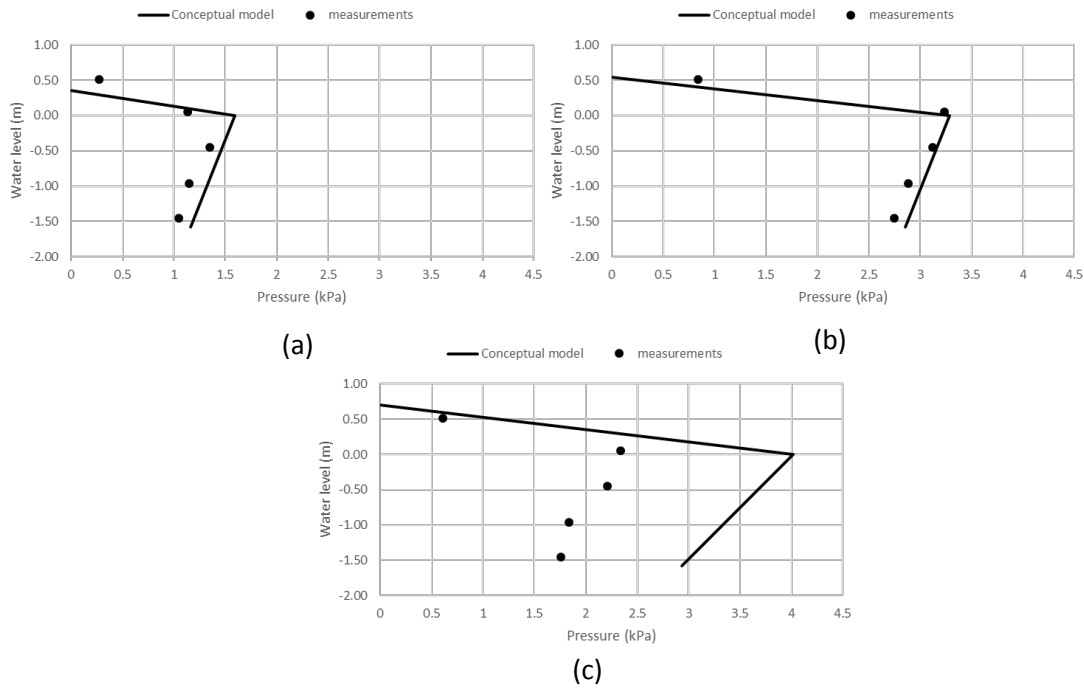 Conceptual model measurements
1.00
0.50
0.00
-0.50
-1.00
-1.50
-2.00
Water level (m)
0 0.5 1 1.5 2 2.5 3 3.5 4 4.5
Pressure (kPa)
(a)
Conceptual model measurements
1.00
0.50
0.00
-0.50
-1.00
-1.50
-2.00
Water level (m)
0 0.5 1 1.5 2 2.5 3 3.5 4 4.5
Pressure (kPa)
(b)
Conceptual model measurements
1.00
0.50
0.00
-0.50
-1.00
-1.50
-2.00
Water level (m)
0 0.5 1 1.5 2 2.5 3 3.5 4 4.5
Pressure (kPa)
(c)